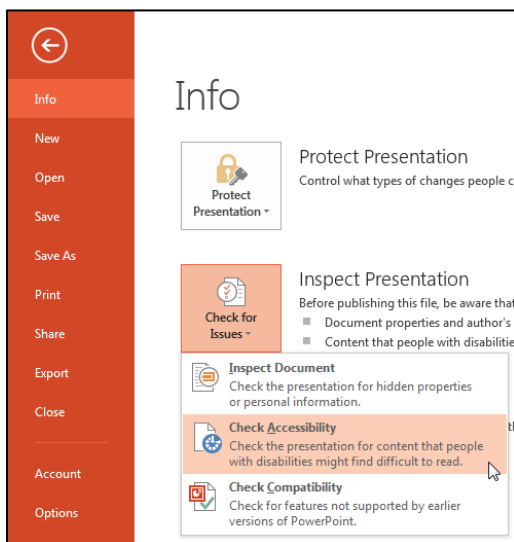 Info
New
Open
Save
Save As
Print
Share
Export
Close
Account
Options
Info
Protect
Presentation
Protect Presentation
Control what types of changes people c
Check for
Issues
Inspect Presentation
Before publishing this file, be aware that
Document properties and author's
Content that people with disabilitie
Inspect Document
Check the presentation for hidden properties
or personal information.
Check Accessibility
Check the presentation for content that people
with disabilities might find difficult to read.
Check Compatibility
Check for features not supported by earlier
versions of PowerPoint.